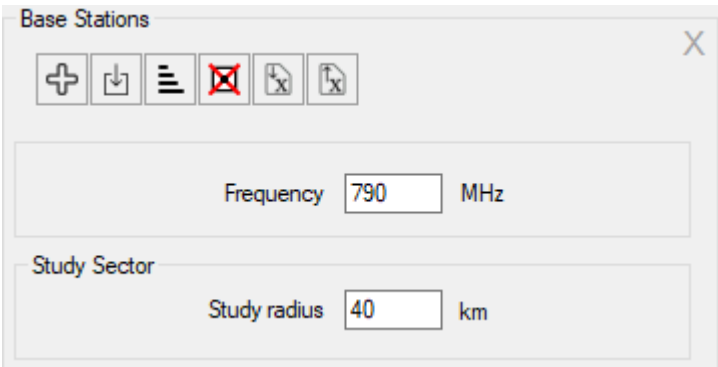 Base Stations
X
x x
Frequency 790 MHz
Study Sector
Study radius 40 km